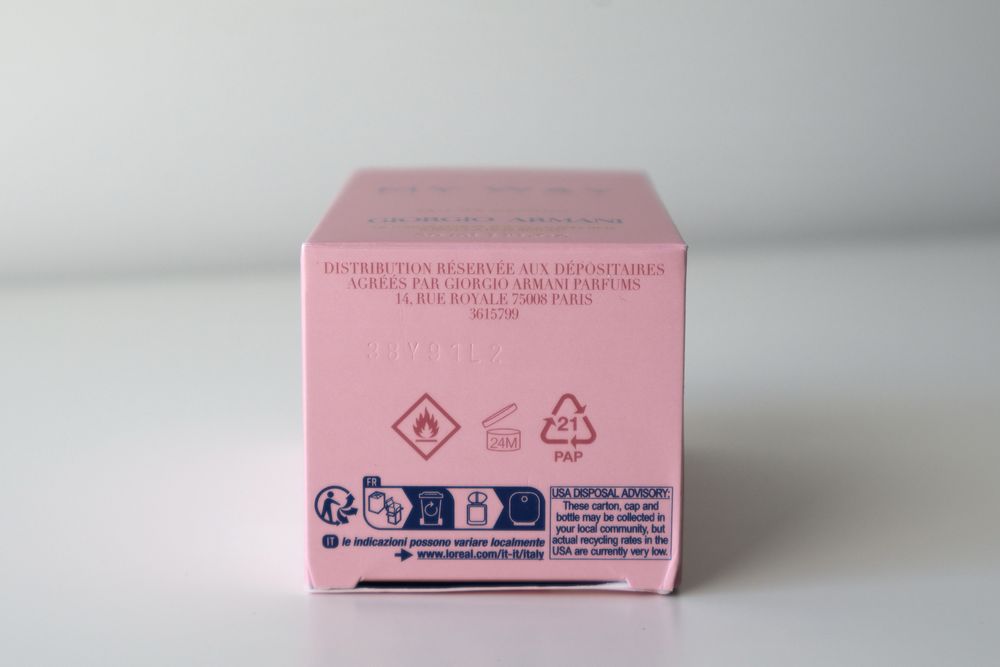 MY WAY
GIORGIO ARMANI
DISTRIBUTION RÉSERVÉE AUX DÉPOSITAIRES
AGRÉÉS PAR GIORGIO ARMANI PARFUMS
14, RUE ROYALE 75008 PARIS
3615799
38Y91L2
24M
21
PAP
FR
IT le indicazioni possono variare localmente
www.loreal.com/it-it/italy
USA DISPOSAL ADVISORY:
These carton, cap and
bottle may be collected in
your local community, but
actual recycling rates in the
USA are currently very low.